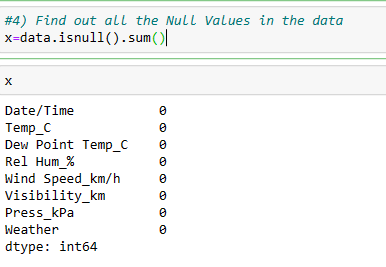 #4) Find out all the Null Values in the data
x=data.isnull().sum()
x
Date/Time 0
Temp_C 0
Dew Point Temp_C 0
Rel Hum_% 0
Wind Speed_km/h 0
Visibility_km 0
Press_kPa 0
Weather 0
dtype: int64